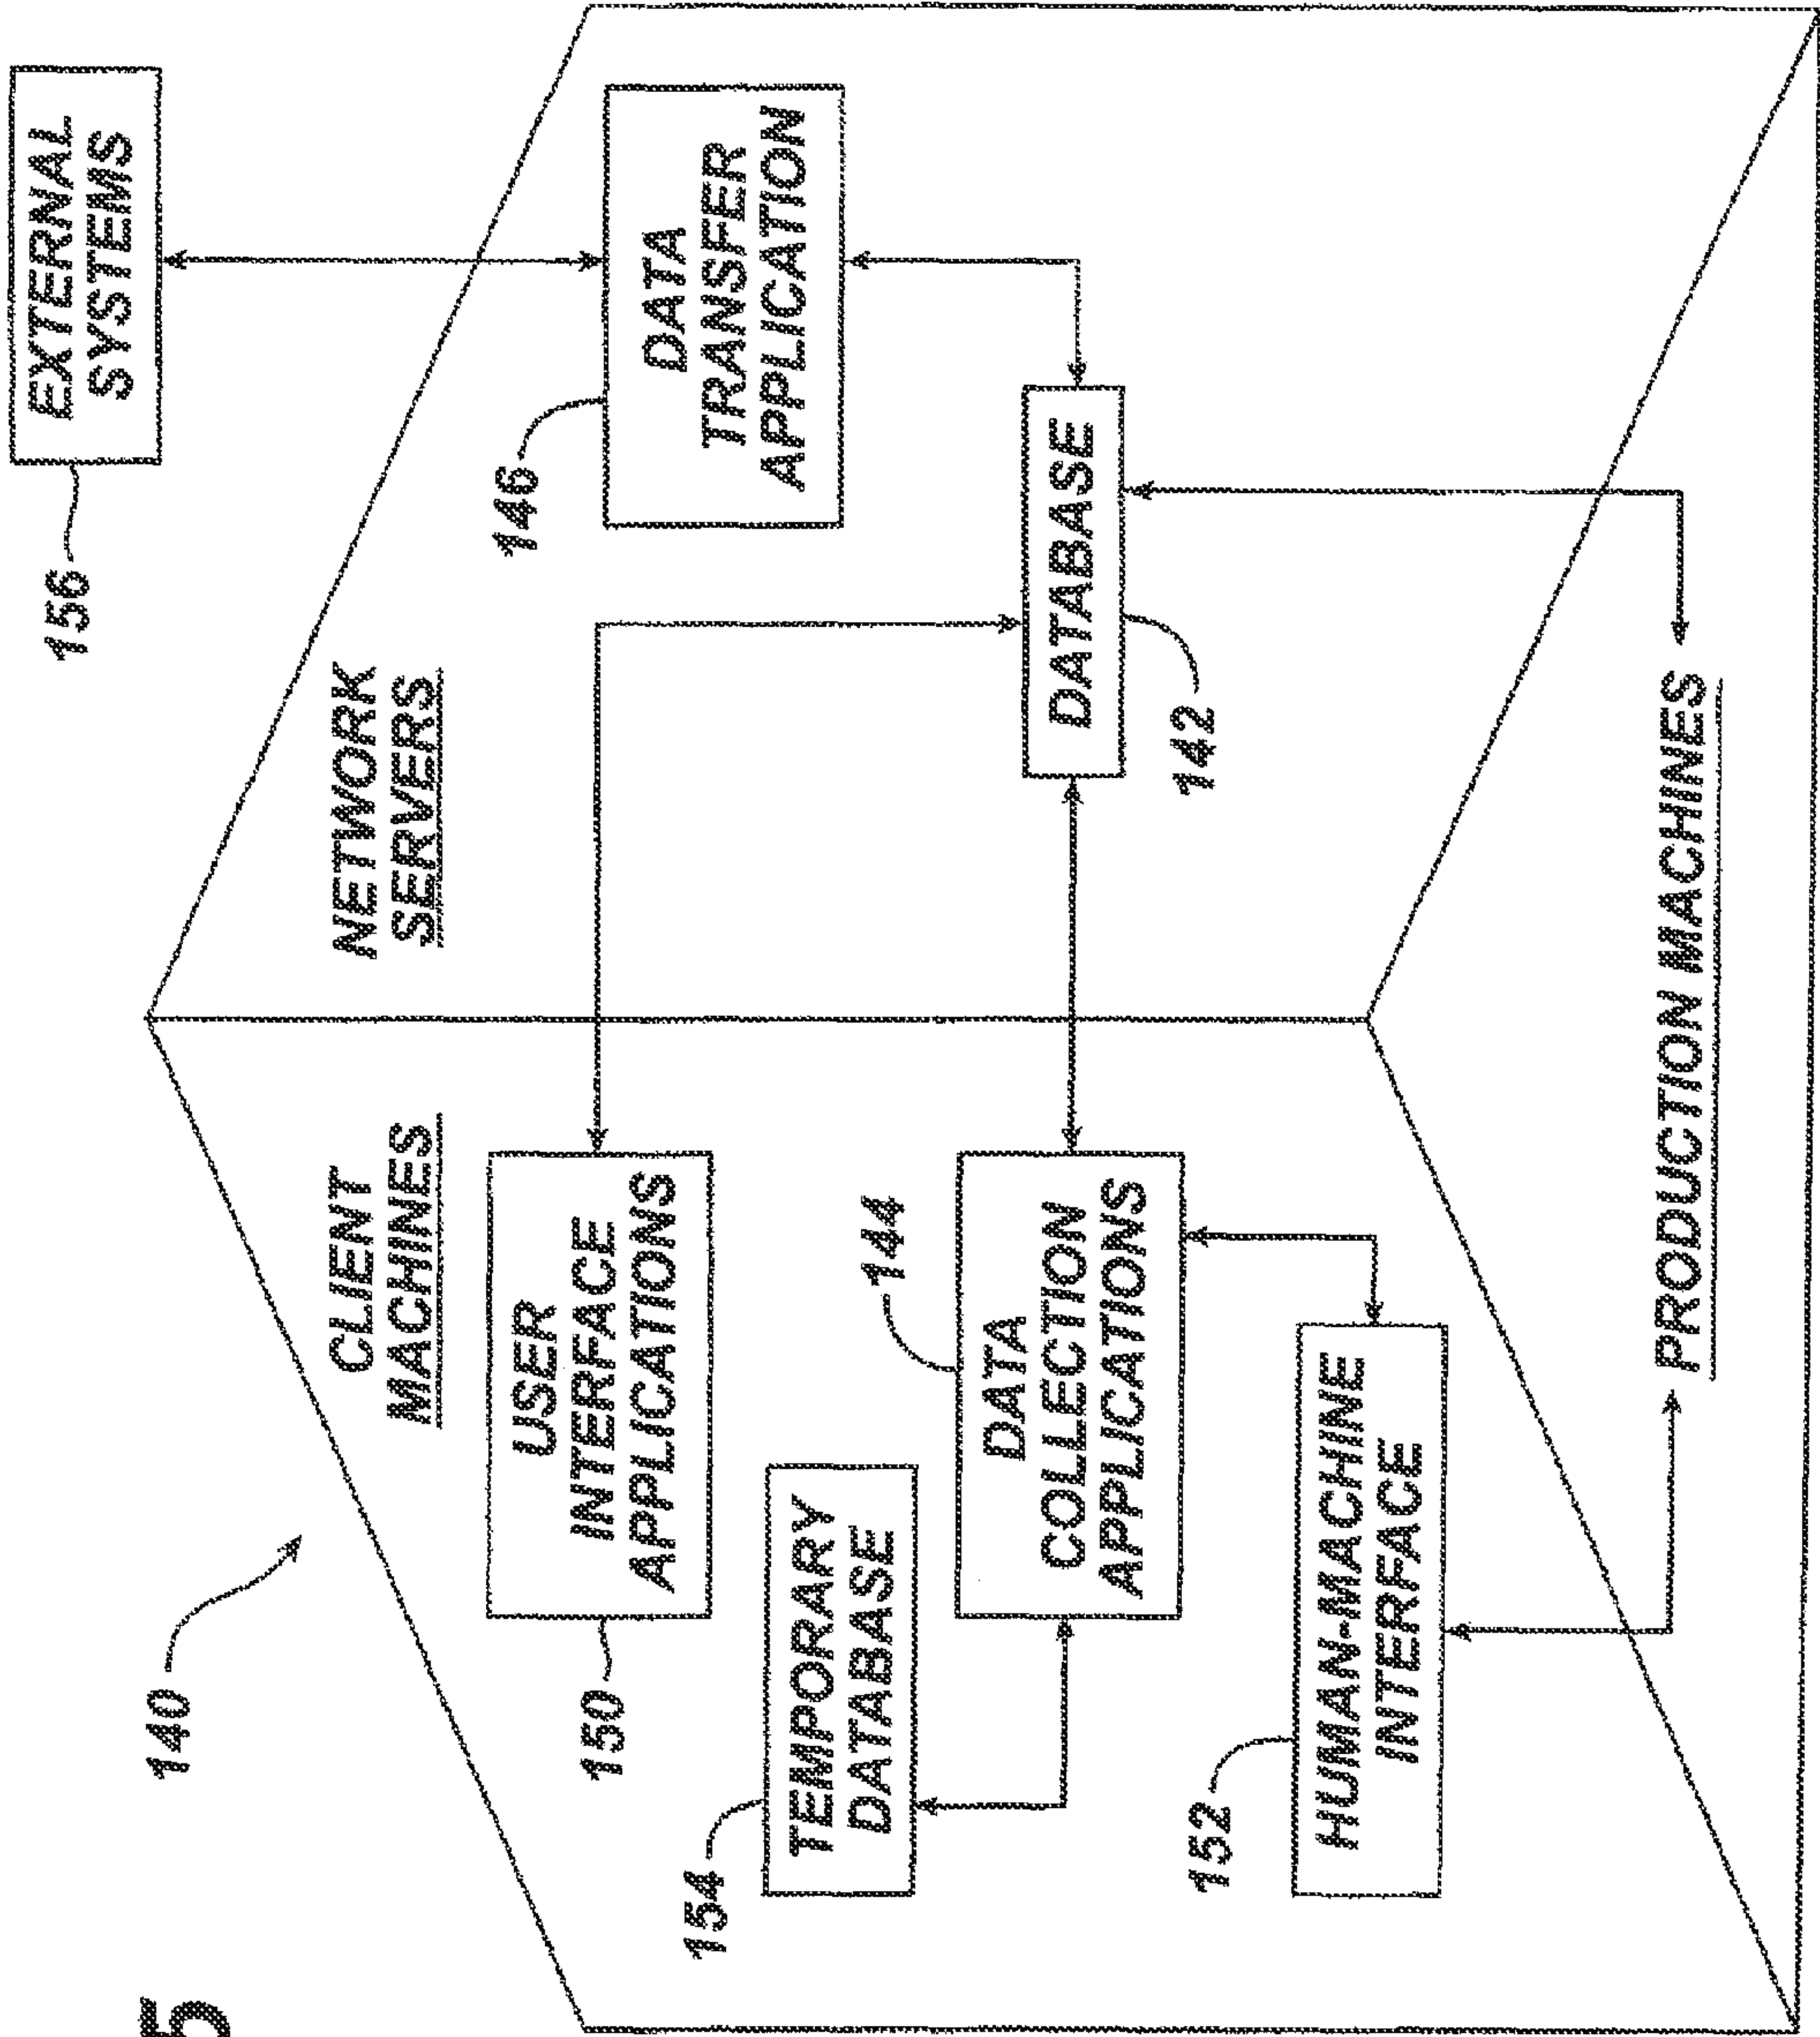 5
140
156
EXTERNAL
SYSTEMS
CLIENT
MACHINES
NETWORK
SERVERS
150
USER
INTERFACE
APPLICATIONS
146
DATA
TRANSFER
APPLICATION
154
TEMPORARY
DATABASE
144
DATA
COLLECTION
APPLICATIONS
DATABASE
142
152
HUMAN-MACHINE
INTERFACE
PRODUCTION MACHINES